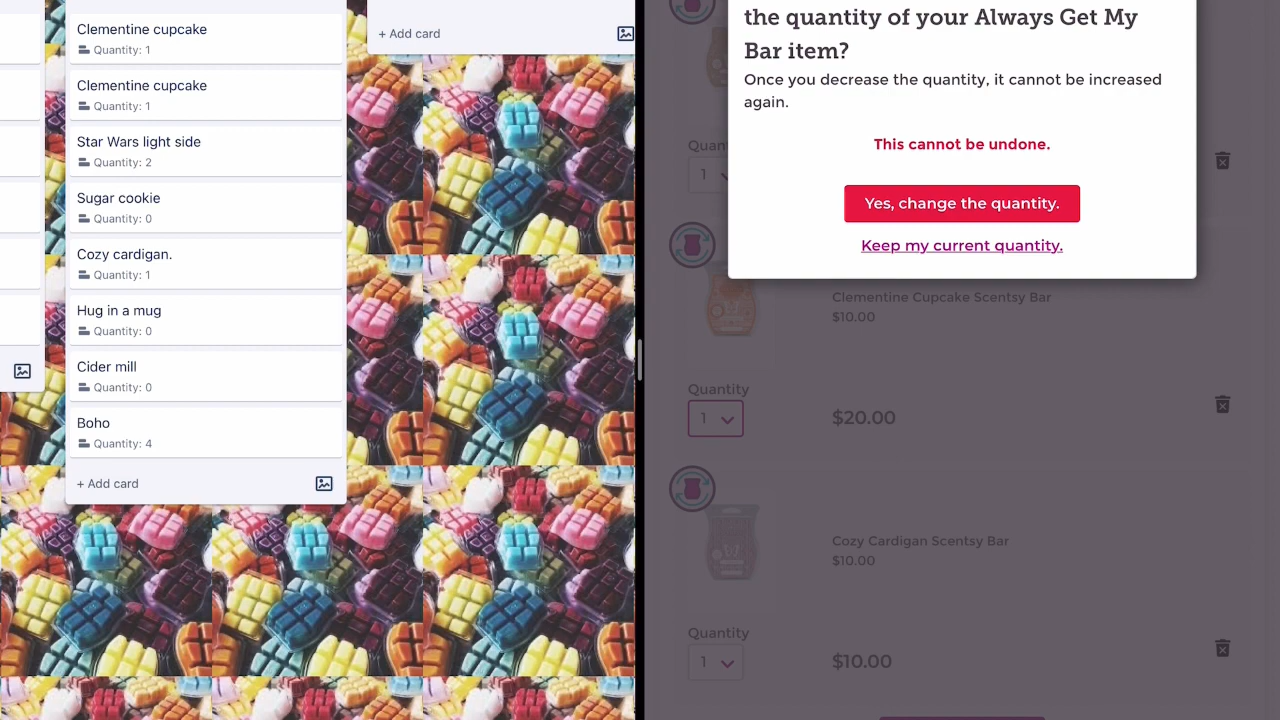 Clementine cupcake
Quantity: 1
Clementine cupcake
Quantity: 1
Star Wars light side
Quantity: 2
Sugar cookie
Quantity: 0
Cozy cardigan.
Quantity: 1
Hug in a mug
Quantity: 0
Cider mill
Quantity: 0
Boho
Quantity: 4
+ Add card
+ Add card
the quantity of your Always Get My
Bar item?
Once you decrease the quantity, it cannot be increased
again.
This cannot be undone.
Yes, change the quantity.
Keep my current quantity.
1
Clementine Cupcake Scentsy Bar
$10.00
Quantity
1
$20.00
Cozy Cardigan Scentsy Bar
$10.00
Quantity
1
$10.00